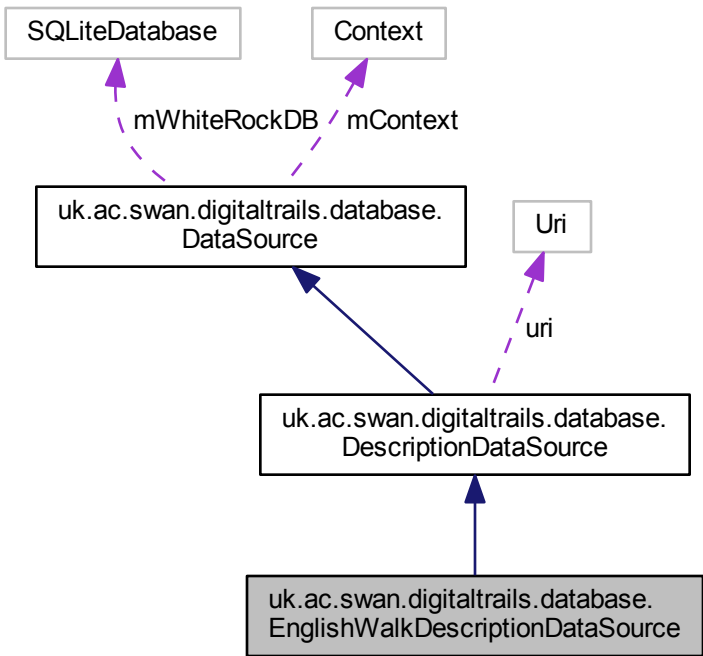 SQLiteDatabase
Context
mWhiteRockDB
mContext
uk.ac.swan.digitaltrails.database.
DataSource
Uri
uri
uk.ac.swan.digitaltrails.database.
DescriptionDataSource
uk.ac.swan.digitaltrails.database.
EnglishWalkDescriptionDataSource